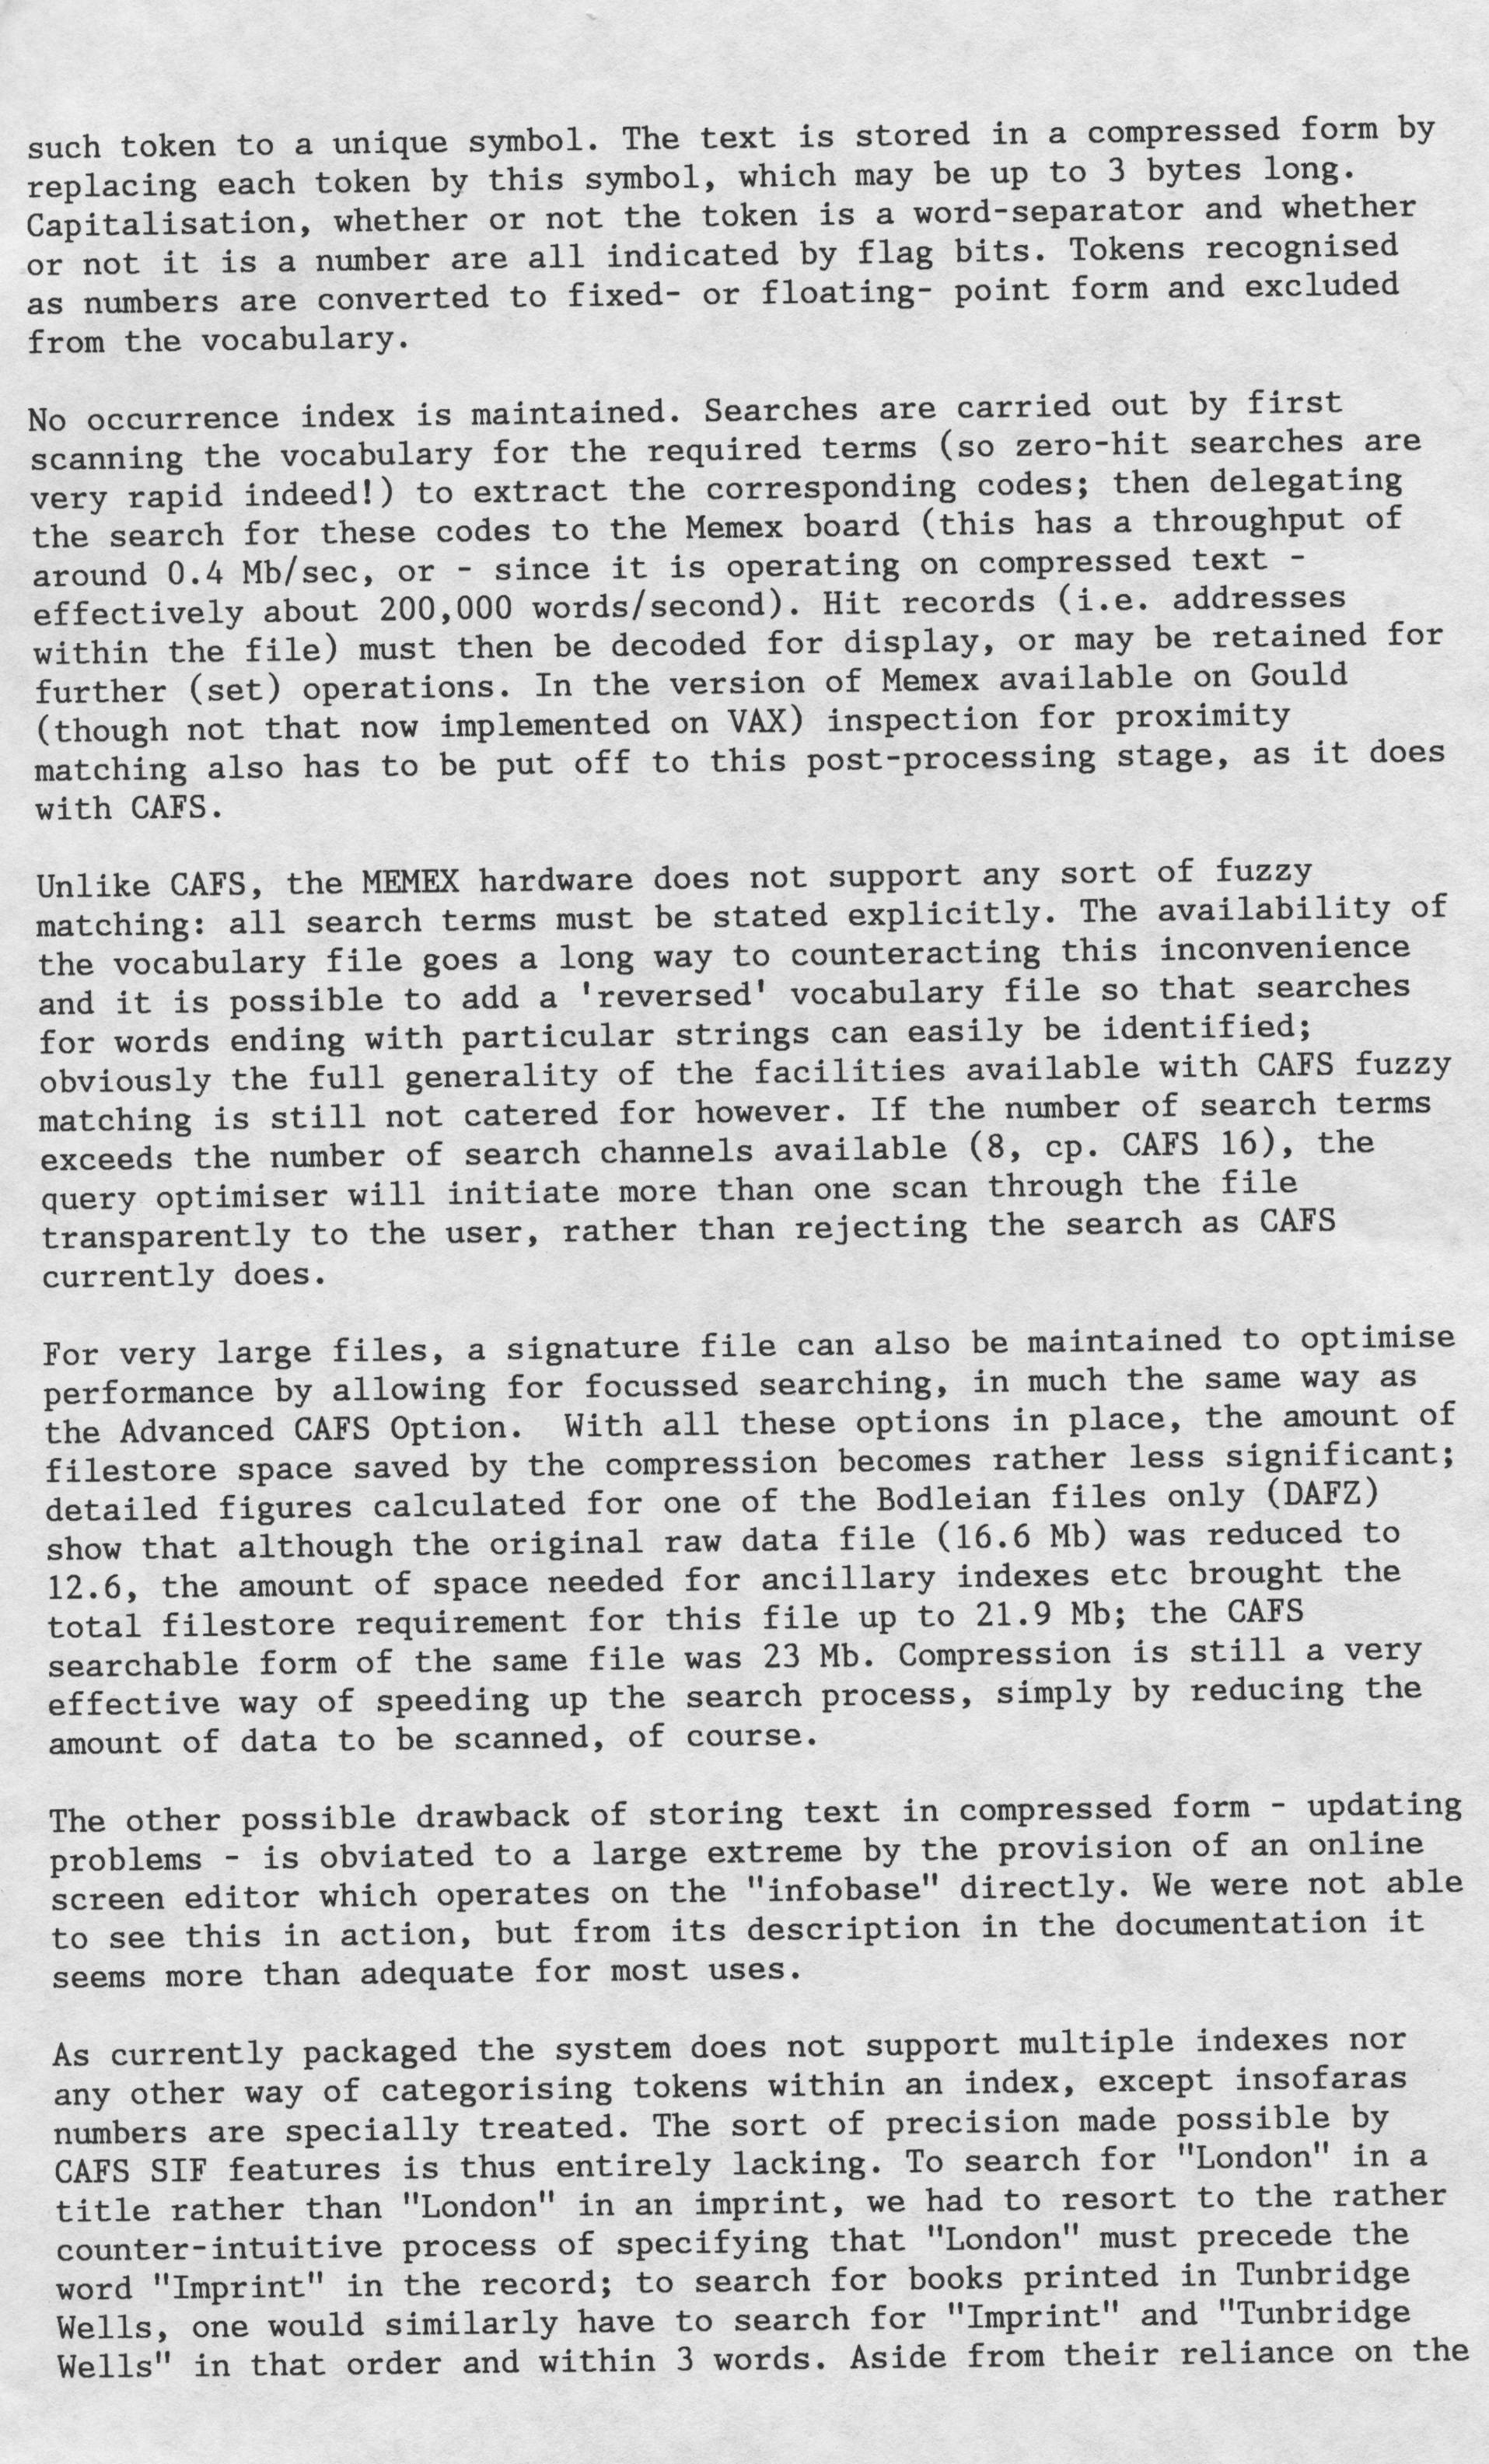 such token to a unique symbol. The text is stored in a compressed form by
replacing each token by this symbol, which may be up to 3 bytes long.
Capitalisation, whether or not the token is a word-separator and whether
or not it is a number are all indicated by flag bits. Tokens recognised
as numbers are converted to fixed- or floating- point form and excluded
from the vocabulary.

No occurrence index is maintained. Searches are carried out by first
scanning the vocabulary for the required terms (so zero-hit searches are
very rapid indeed!) to extract the corresponding codes; then delegating
the search for these codes to the Memex board (this has a throughput of
around 0.4 Mb/sec, or - since it is operating on compressed text -
effectively about 200,000 words/second). Hit records (i.e. addresses
within the file) must then be decoded for display, or may be retained for
further (set) operations. In the version of Memex available on Gould
(though not that now implemented on VAX) inspection for proximity
matching also has to be put off to this post-processing stage, as it does
with CAFS.

Unlike CAFS, the MEMEX hardware does not support any sort of fuzzy
matching: all search terms must be stated explicitly. The availability of
the vocabulary file goes a long way to counteracting this inconvenience
and it is possible to add a 'reversed' vocabulary file so that searches
for words ending with particular strings can easily be identified;
obviously the full generality of the facilities available with CAFS fuzzy
matching is still not catered for however. If the number of search terms
exceeds the number of search channels available (8, cp. CAFS 16), the
query optimiser will initiate more than one scan through the file
transparently to the user, rather than rejecting the search as CAFS
currently does.

For very large files, a signature file can also be maintained to optimise
performance by allowing for focussed searching, in much the same way as
the Advanced CAFS Option.  With all these options in place, the amount of
filestore space saved by the compression becomes rather less significant;
detailed figures calculated for one of the Bodleian files only (DAFZ)
show that although the original raw data file (16.6 Mb) was reduced to
12.6, the amount of space needed for ancillary indexes etc brought the
total filestore requirement for this file up to 21.9 Mb; the CAFS
searchable form of the same file was 23 Mb. Compression is still a very
effective way of speeding up the search process, simply by reducing the
amount of data to be scanned, of course.

The other possible drawback of storing text in compressed form - updating
problems - is obviated to a large extreme by the provision of an online
screen editor which operates on the "infobase" directly. We were not able
to see this in action, but from its description in the documentation it
seems more than adequate for most uses.

As currently packaged the system does not support multiple indexes nor
any other way of categorising tokens within an index, except insofaras
numbers are specially treated. The sort of precision made possible by
CAFS SIF features is thus entirely lacking. To search for "London" in a
title rather than "London" in an imprint, we had to resort to the rather
counter-intuitive process of specifying that "London" must precede the
word "Imprint" in the record; to search for books printed in Tunbridge
Wells, one would similarly have to search for "Imprint" and "Tunbridge
Wells" in that order and within 3 words. Aside from their reliance on the